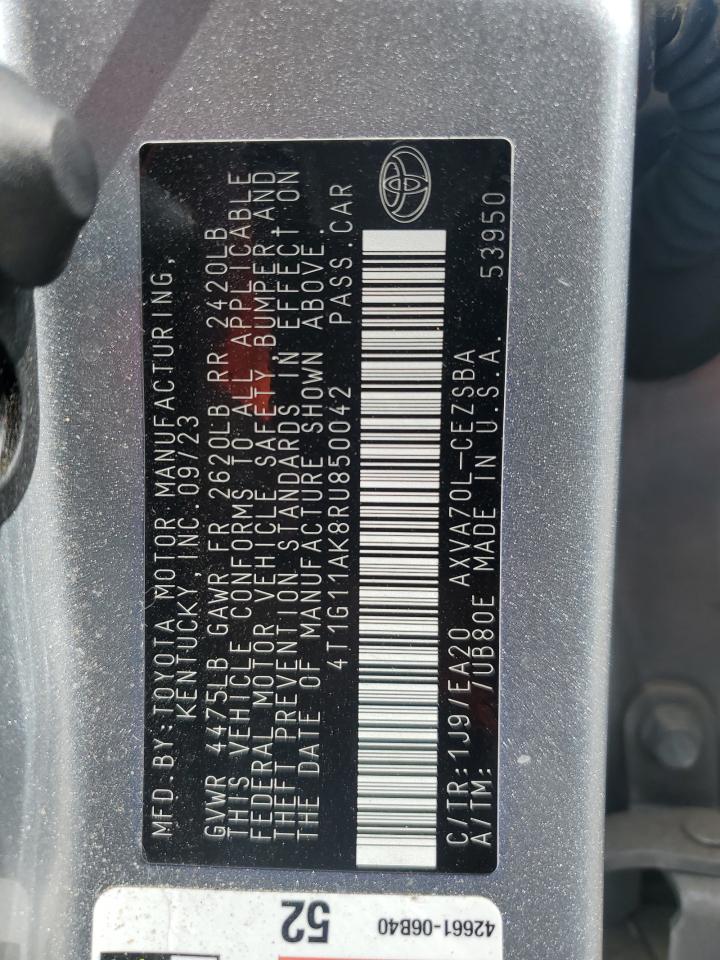 MFD.BY:TOYOTA MOTOR MANUFACTURING,
KENTUCKY, INC.09/23
GVWR 4475LB GAWR FR 2620LB RR 2420LB
THIS VEHICLE CONFORMS TO ALL APPLICABLE
FEDERAL MOTOR VEHICLE SAFETY,BUMPER,AND
THEFT PREVENTION STANDARDS IN EFFECT ON
THE DATE OF MANUFACTURE SHOWN ABOVE.
4T1G11AK8RU850042 PASS.CAR
C/TR:1J9/EA20 AXVA70L-CEZSBA
A/TM: /UB80E MADE IN U.S.A. 53950
52
42661-06B40